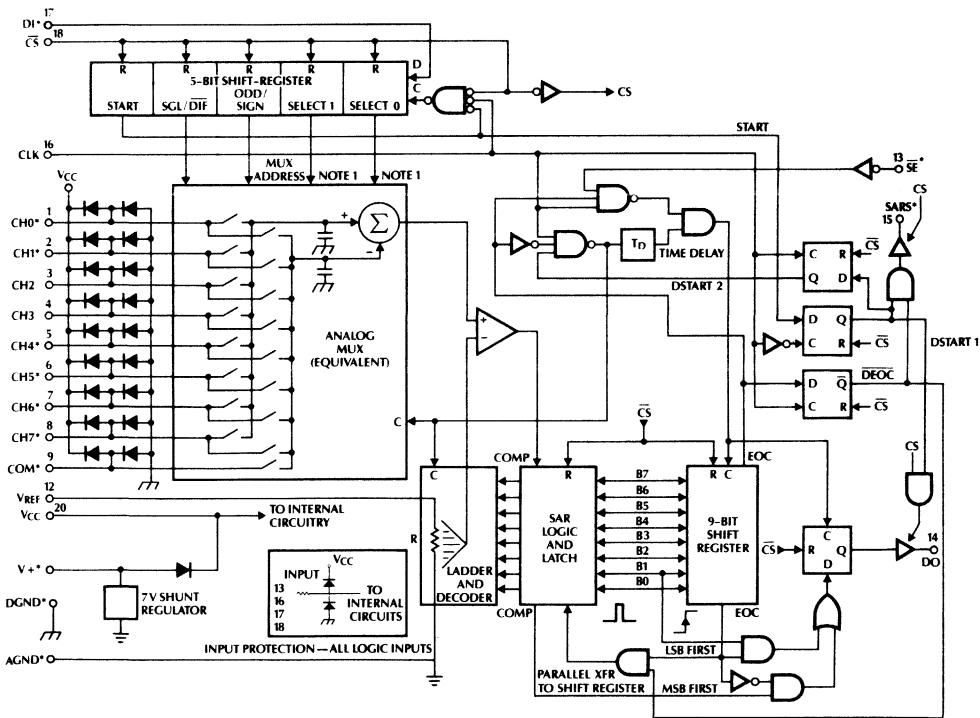 17
DI*
18
CS
R R R R R
D
5-BIT SHIFT-REGISTER
C
START
SGL/DIF
ODD/
SIGN
SELECT 1
SELECT 0
CS
START
16
CLK
MUX
ADDRESS
NOTE 1
NOTE 1
13
SE*
VCC
CS
SARS*
15
1
CH0*
2
CH1*
3
CH2
4
CH3
5
CH4*
6
CH5*
7
CH6*
8
CH7*
9
COM*
+
Σ
−
ANALOG
MUX
(EQUIVALENT)
C
+
−
TD
TIME DELAY
DSTART 2
C R CS
Q D
D Q
C R CS
DSTART 1
D Q DEOC
C R CS
CS
CS
12
VREF
20
VCC
TO INTERNAL
CIRCUITRY
V+*
7 V SHUNT
REGULATOR
DGND*
AGND*
INPUT
VCC
13
16
17
18
TO
INTERNAL
CIRCUITS
INPUT PROTECTION—ALL LOGIC INPUTS
C
R
LADDER
AND
DECODER
COMP
R
SAR
LOGIC
AND
LATCH
COMP
B7
B6
B5
B4
B3
B2
B1
B0
EOC
R C
9-BIT
SHIFT
REGISTER
EOC
CS
C
R Q
D
14
DO
LSB FIRST
PARALLEL XFR
TO SHIFT REGISTER
MSB FIRST